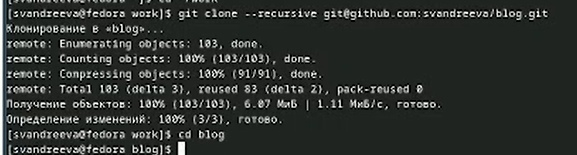 [svandreeva@fedora work]$ git clone --recursive git@github.com:svandreeva/blog.git
Клонирование в «blog»...
remote: Enumerating objects: 103, done.
remote: Counting objects: 100% (103/103), done.
remote: Compressing objects: 100% (91/91), done.
remote: Total 103 (delta 3), reused 83 (delta 2), pack-reused 0
Получение объектов: 100% (103/103), 6.07 МиБ | 1.11 МиБ/с, готово.
Определение изменений: 100% (3/3), готово.
[svandreeva@fedora work]$ cd blog
[svandreeva@fedora blog]$